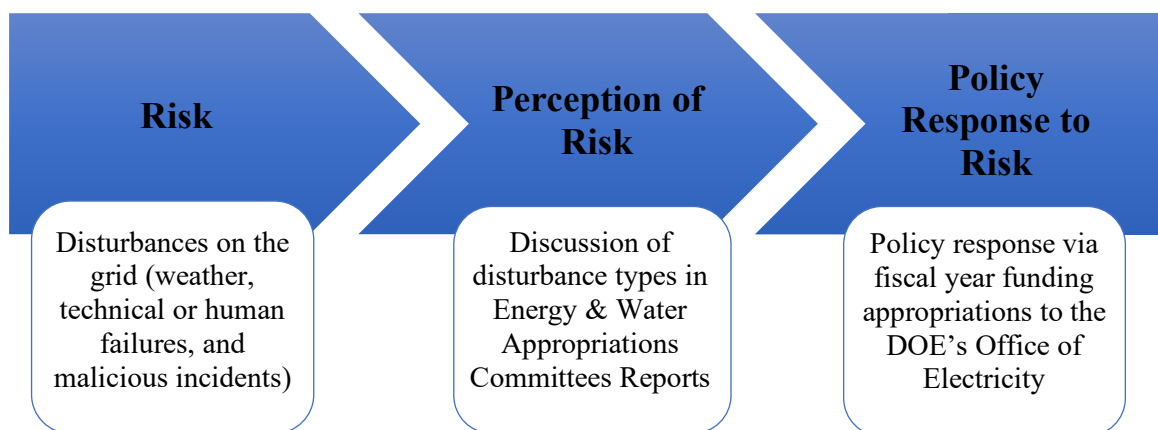 Risk
Disturbances on the
grid (weather,
technical or human
failures, and
malicious incidents)
Perception of
Risk
Discussion of
disturbance types in
Energy & Water
Appropriations
Committees Reports
Policy
Response to
Risk
Policy response via
fiscal year funding
appropriations to the
DOE’s Office of
Electricity